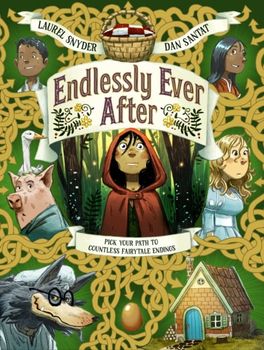 LAUREL SNYDER
DAN SANTAT
Endlessly Ever
After
PICK YOUR PATH TO
COUNTLESS FAIRYTALE ENDINGS